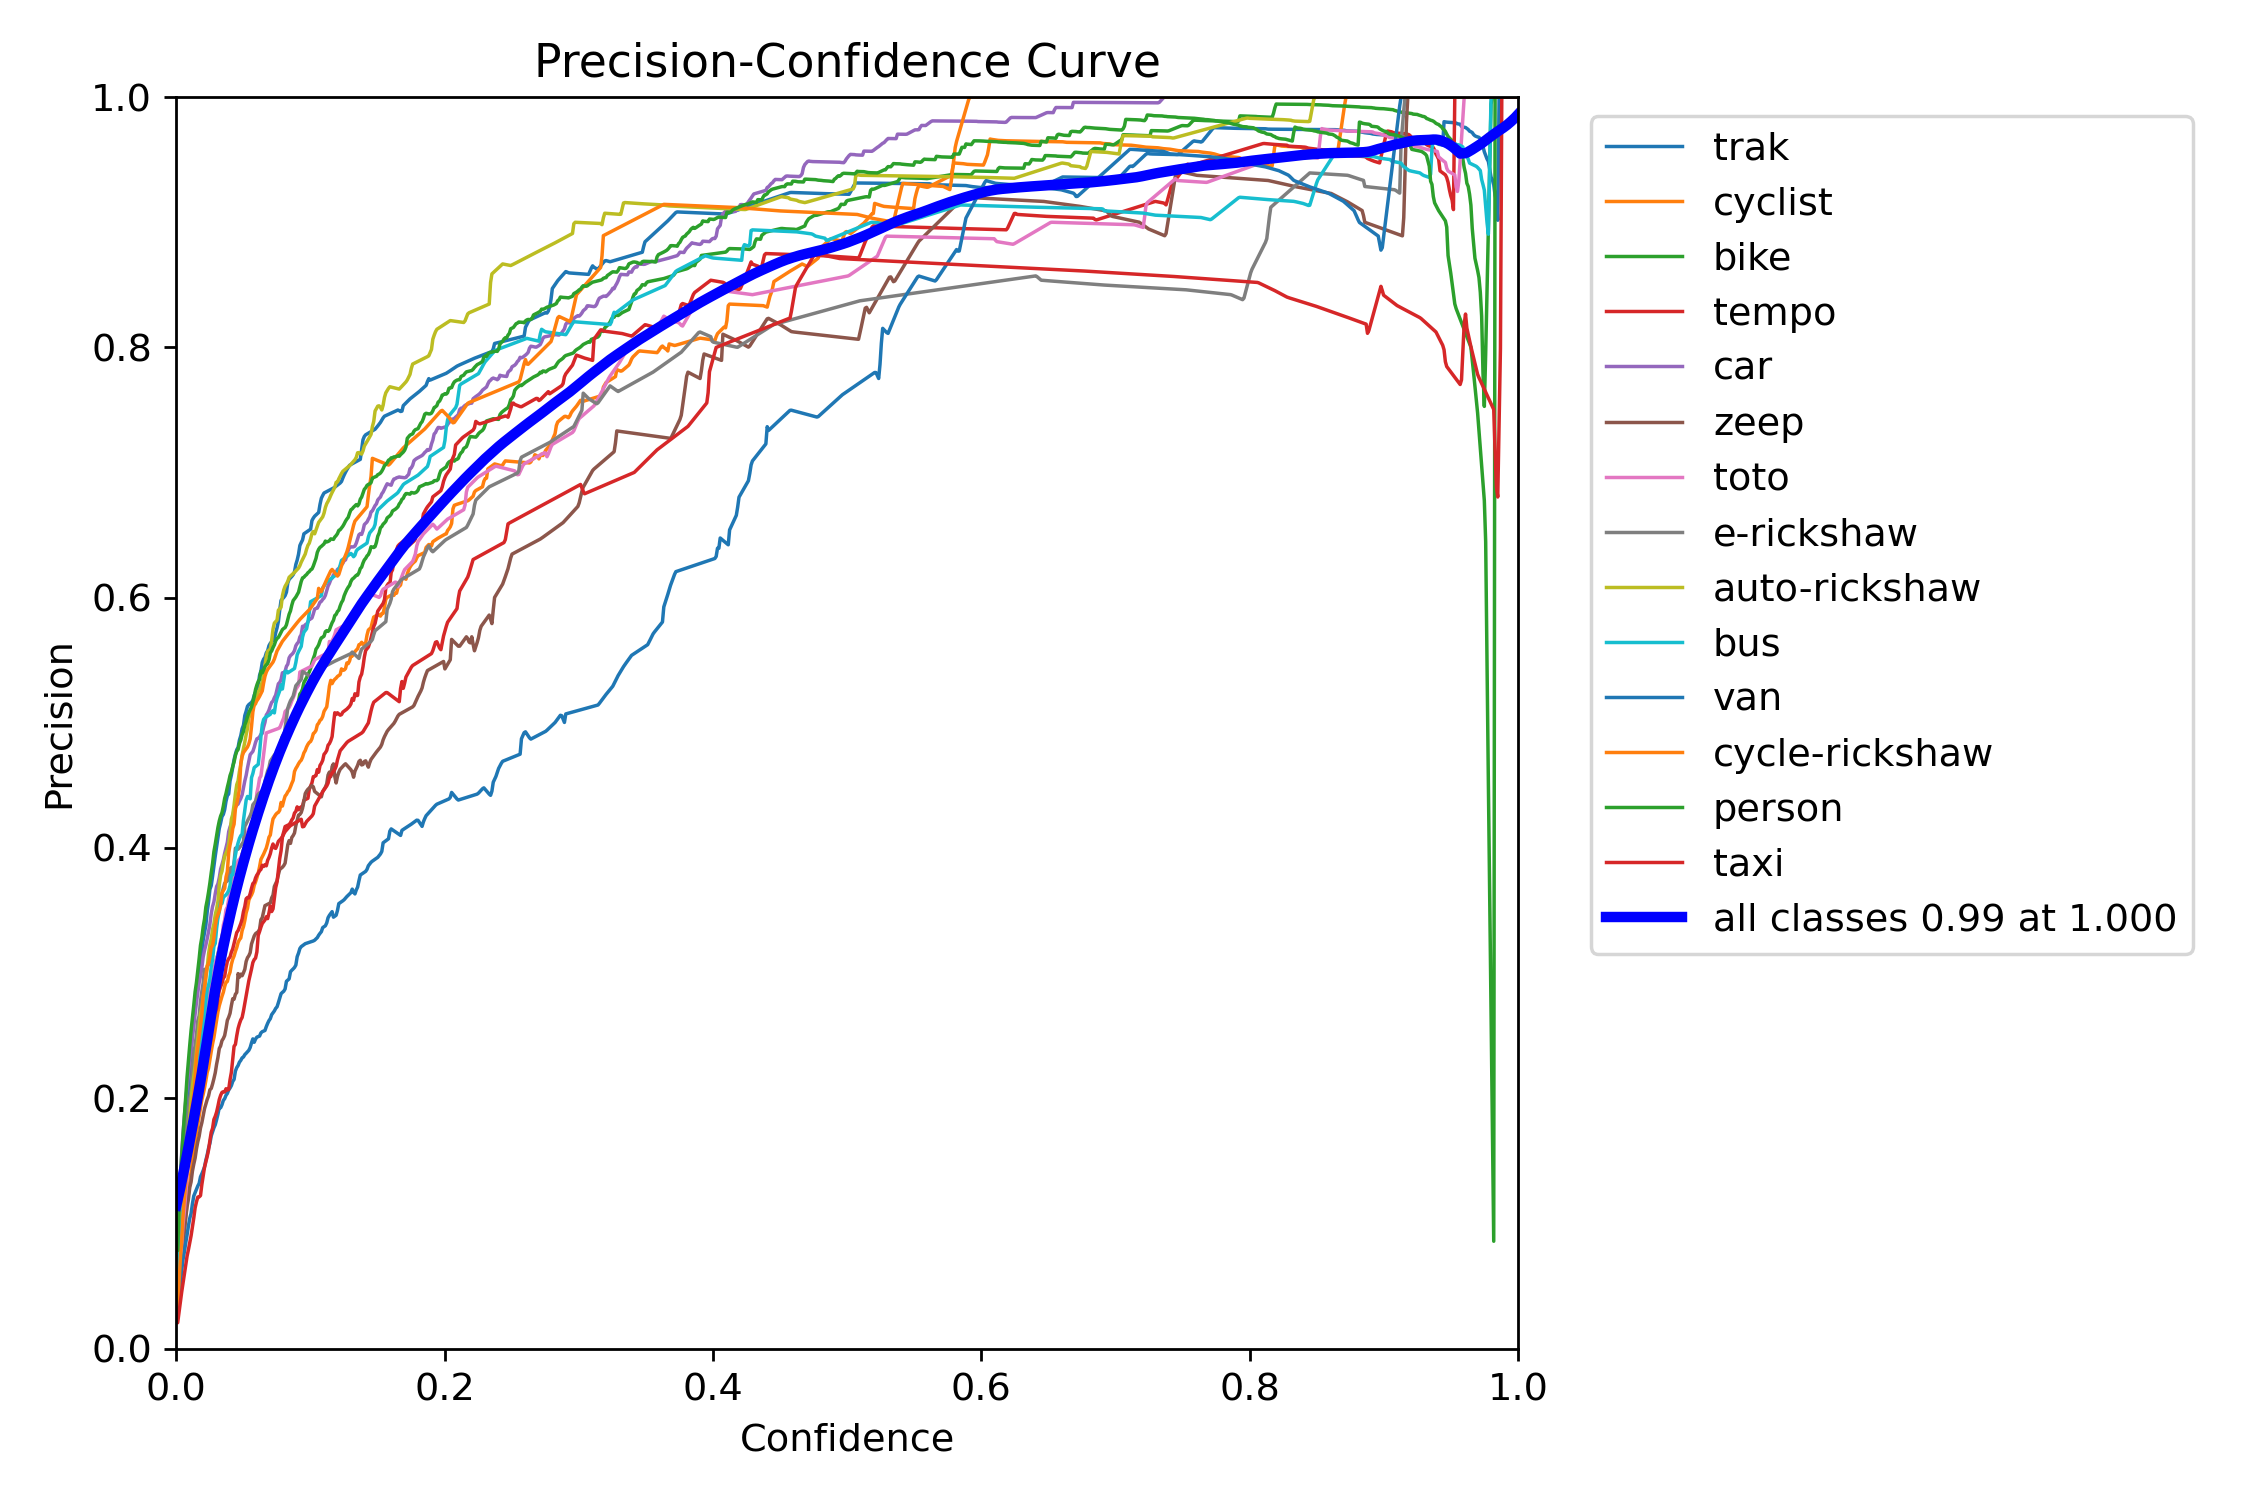 Precision-Confidence Curve
1.0
0.8
0.6
0.4
0.2
0.0
Precision
0.0 0.2 0.4 0.6 0.8 1.0
Confidence
trak
cyclist
bike
tempo
car
zeep
toto
e-rickshaw
auto-rickshaw
bus
van
cycle-rickshaw
person
taxi
all classes 0.99 at 1.000